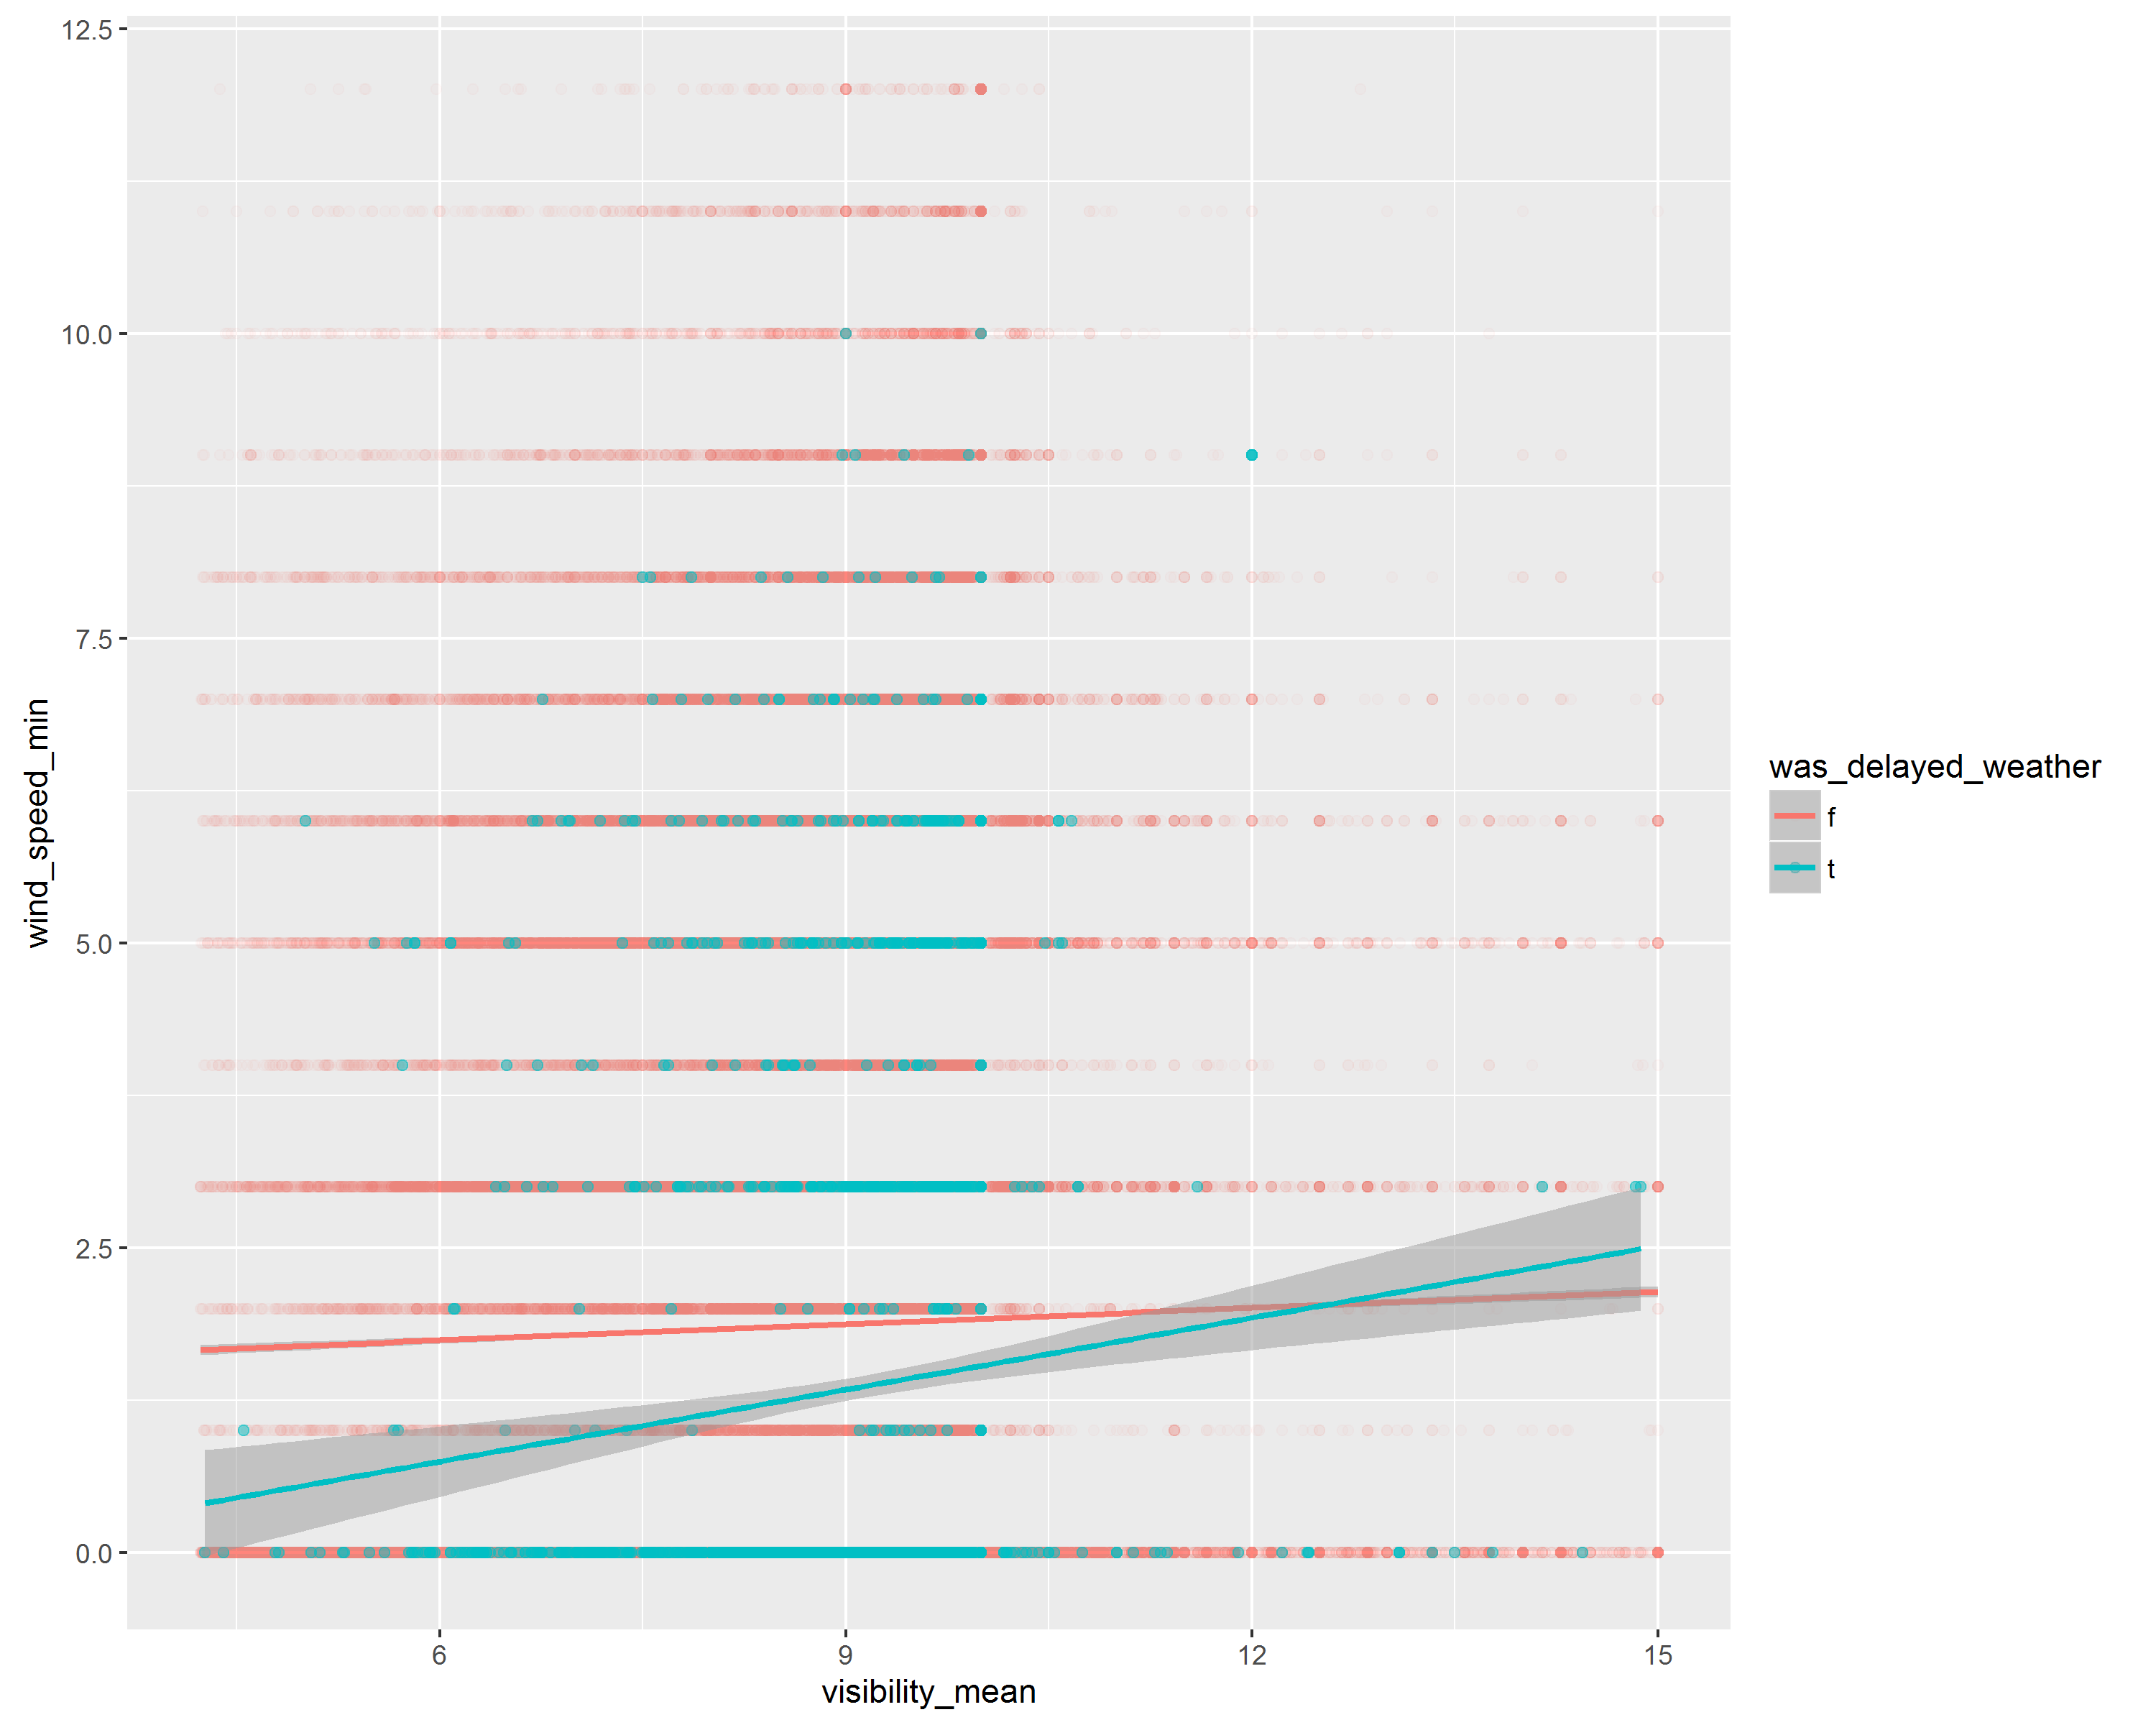 12.5
10.0
7.5
5.0
2.5
0.0
wind_speed_min
6 9 12 15
visibility_mean
was_delayed_weather
f
t